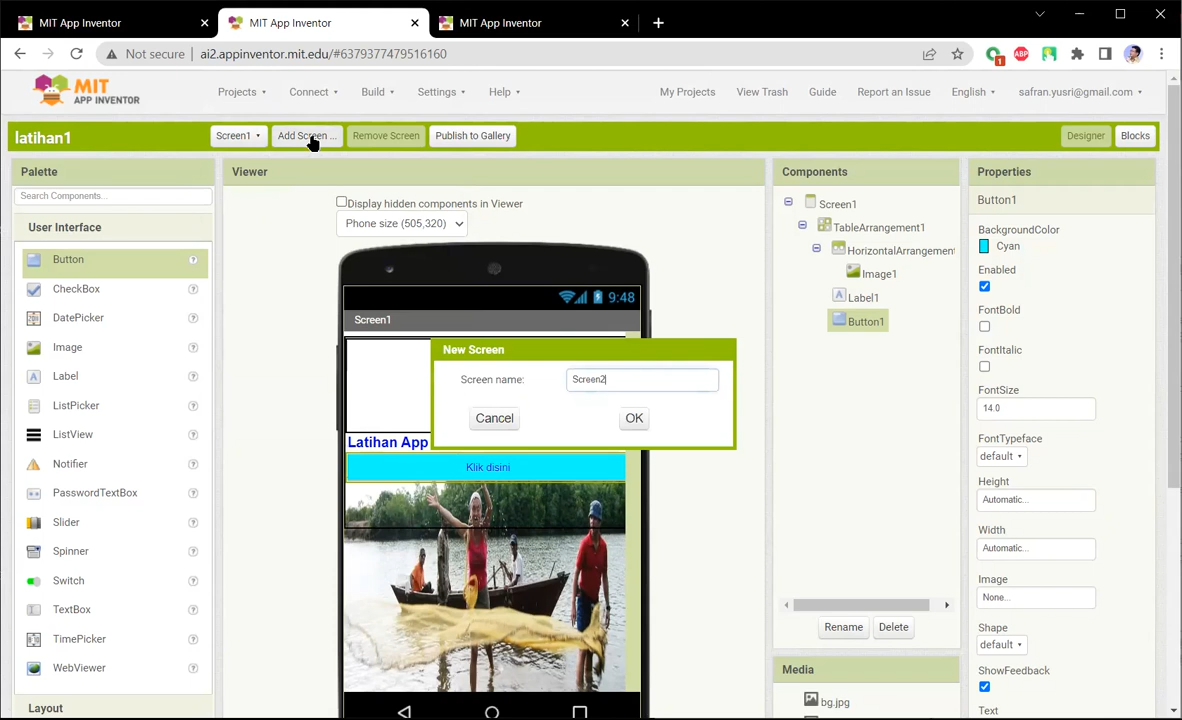 MIT App Inventor
MIT App Inventor
MIT App Inventor
Not secure
ai2.appinventor.mit.edu/#6379377479516160
1
ABP
MIT
APP INVENTOR
Projects
Connect
Build
Settings
Help
My Projects
View Trash
Guide
Report an Issue
English
safran.yusri@gmail.com
latihan1
Screen1
Add Screen ...
Remove Screen
Publish to Gallery
Designer
Blocks
Palette
Search Components...
User Interface
Button
CheckBox
DatePicker
Image
Label
ListPicker
ListView
Notifier
PasswordTextBox
Slider
Spinner
Switch
TextBox
TimePicker
WebViewer
Layout
Viewer
Display hidden components in Viewer
Phone size (505,320)
9:48
Screen1
New Screen
Screen name:
Screen2
Cancel
OK
Latihan App
Klik disini
Components
Screen1
TableArrangement1
HorizontalArrangement
Image1
Label1
Button1
Rename
Delete
Media
bg.jpg
Properties
Button1
BackgroundColor
Cyan
Enabled
FontBold
FontItalic
FontSize
14.0
FontTypeface
default
Height
Automatic...
Width
Automatic...
Image
None...
Shape
default
ShowFeedback
Text